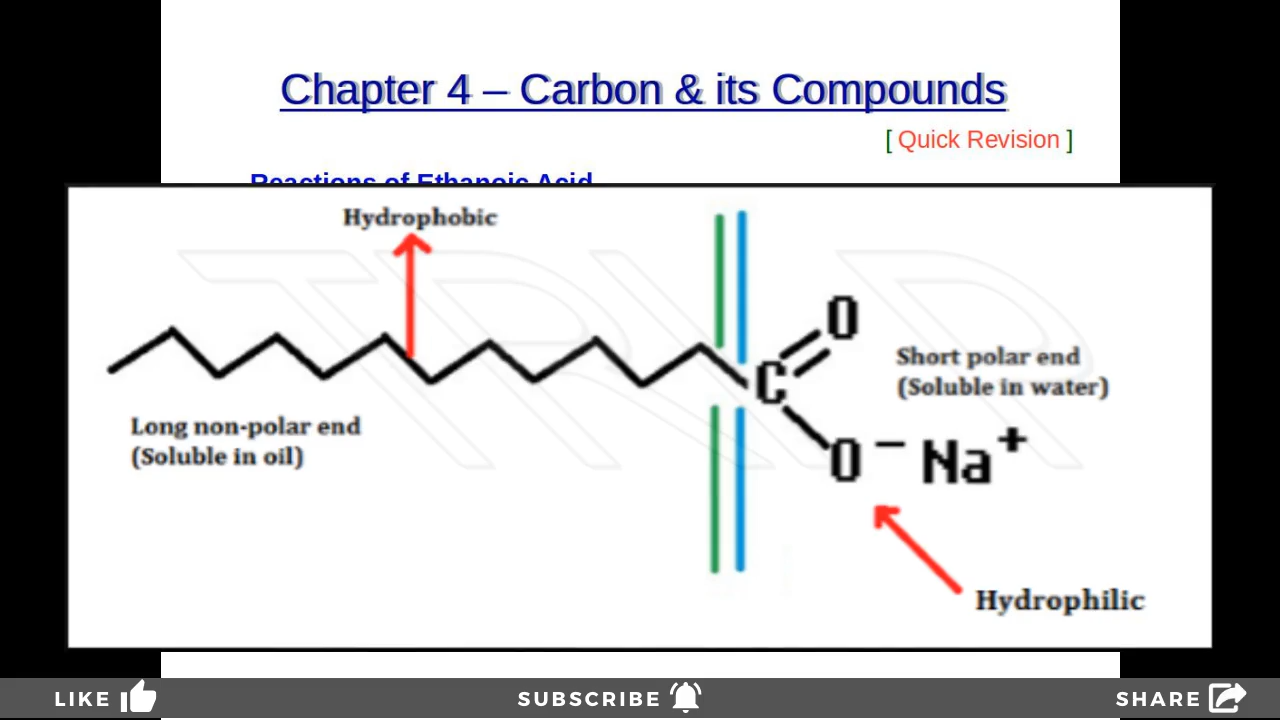 Chapter 4 – Carbon & its Compounds
[ Quick Revision ]
Reactions of Ethanoic Acid
Hydrophobic
O
Short polar end
(Soluble in water)
C
Long non-polar end
(Soluble in oil)
O⁻ Na⁺
Hydrophilic
LIKE SUBSCRIBE SHARE